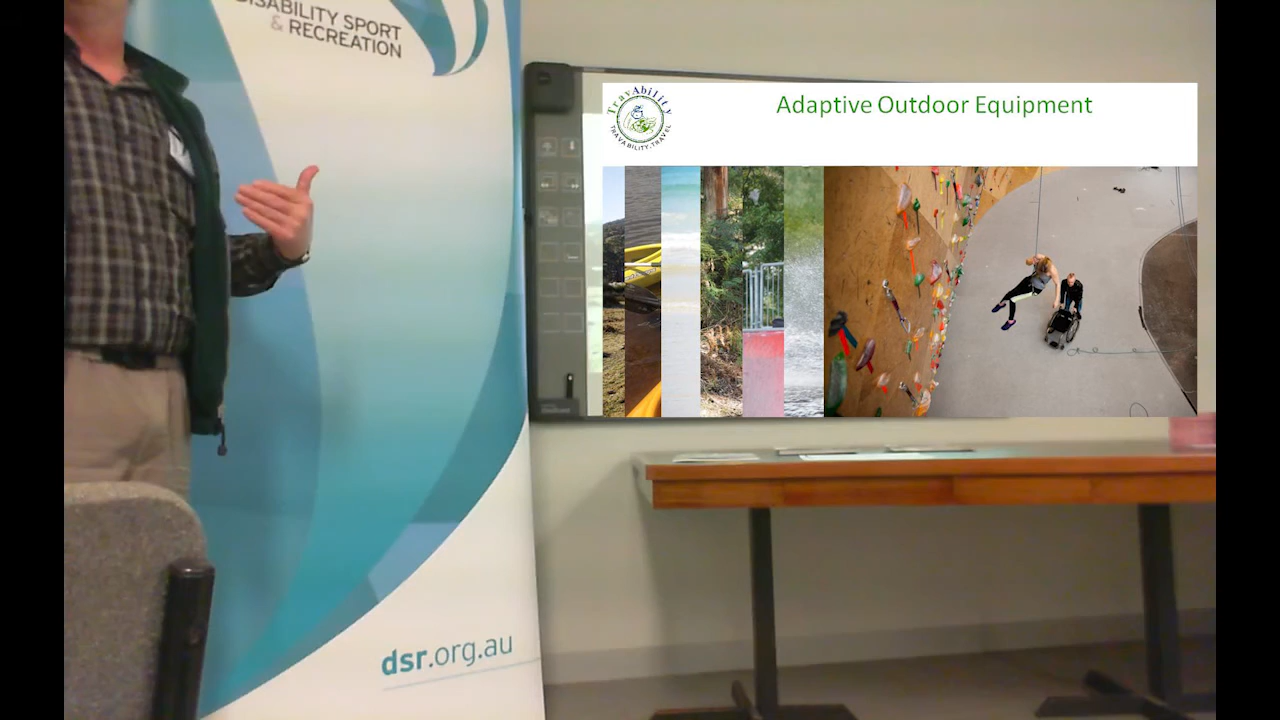 DISABILITY SPORT
& RECREATION
TravAbility
TRAVABILITY.TRAVEL
Adaptive Outdoor Equipment
dsr.org.au